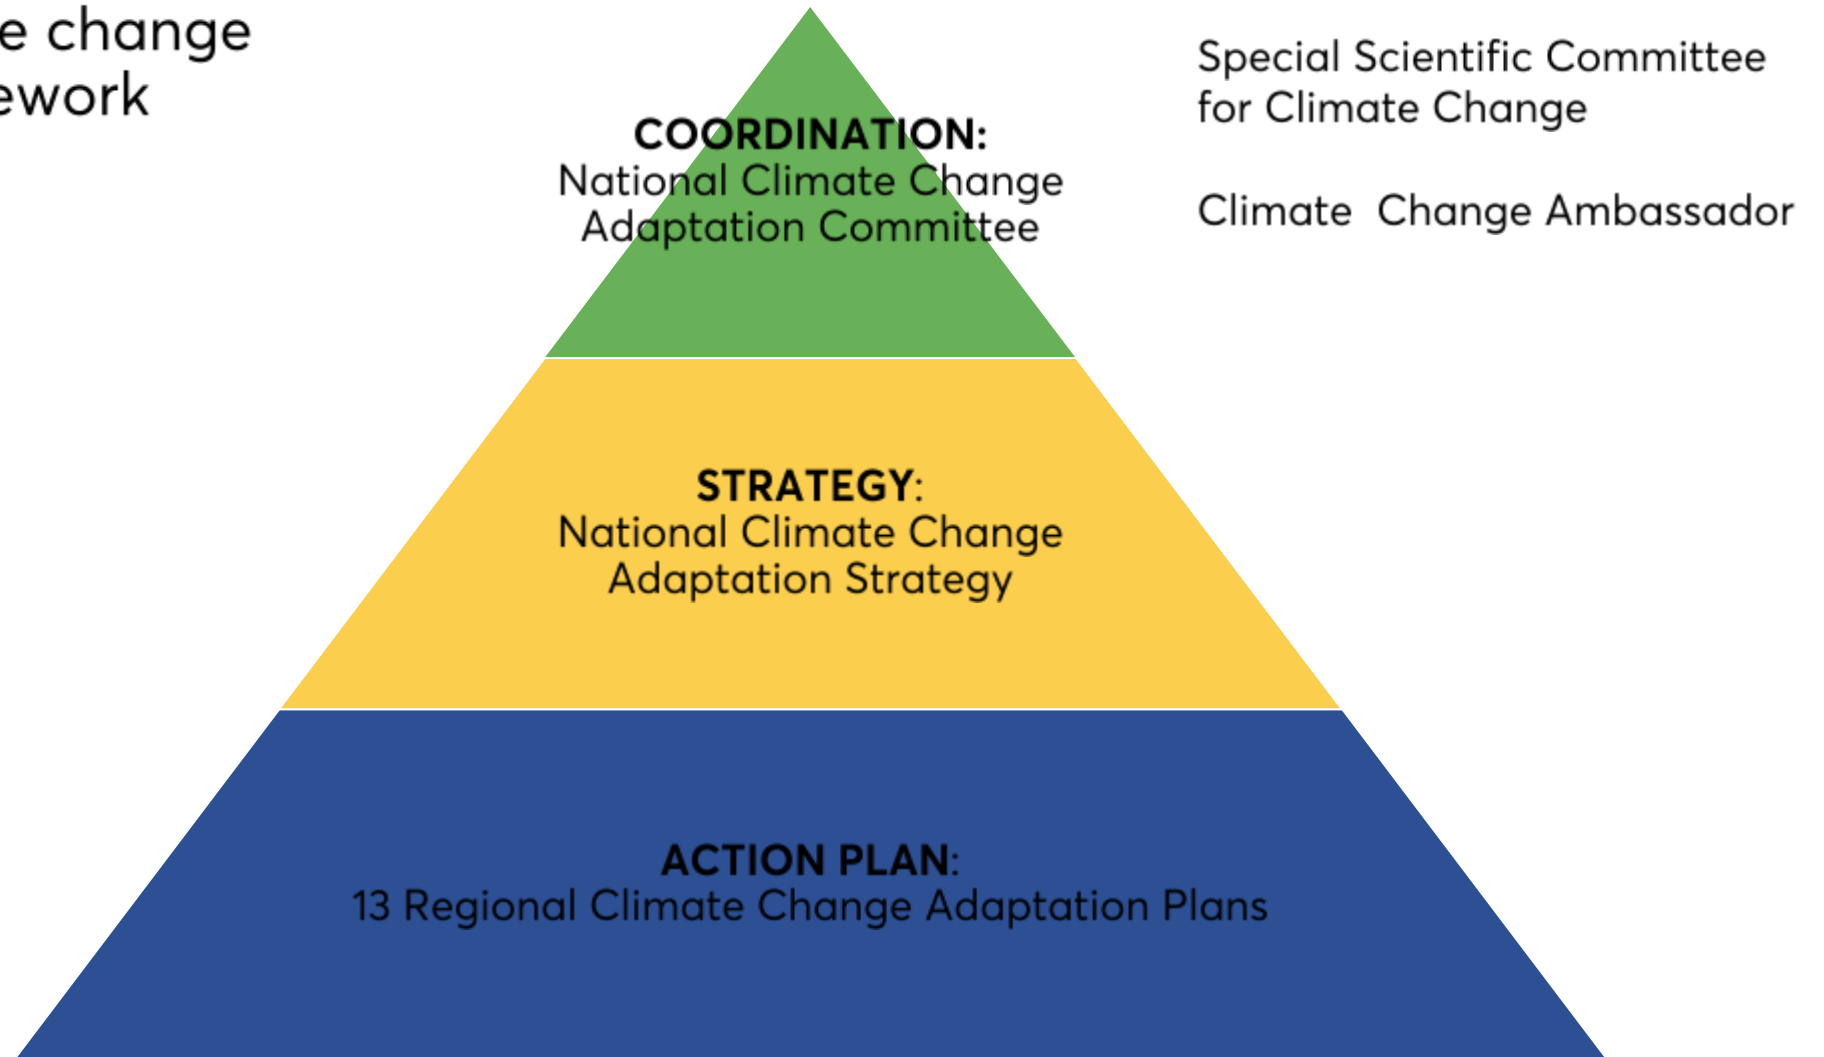 e change
ework
COORDINATION:
National Climate Change
Adaptation Committee
Special Scientific Committee
for Climate Change
Climate  Change Ambassador
STRATEGY:
National Climate Change
Adaptation Strategy
ACTION PLAN:
13 Regional Climate Change Adaptation Plans